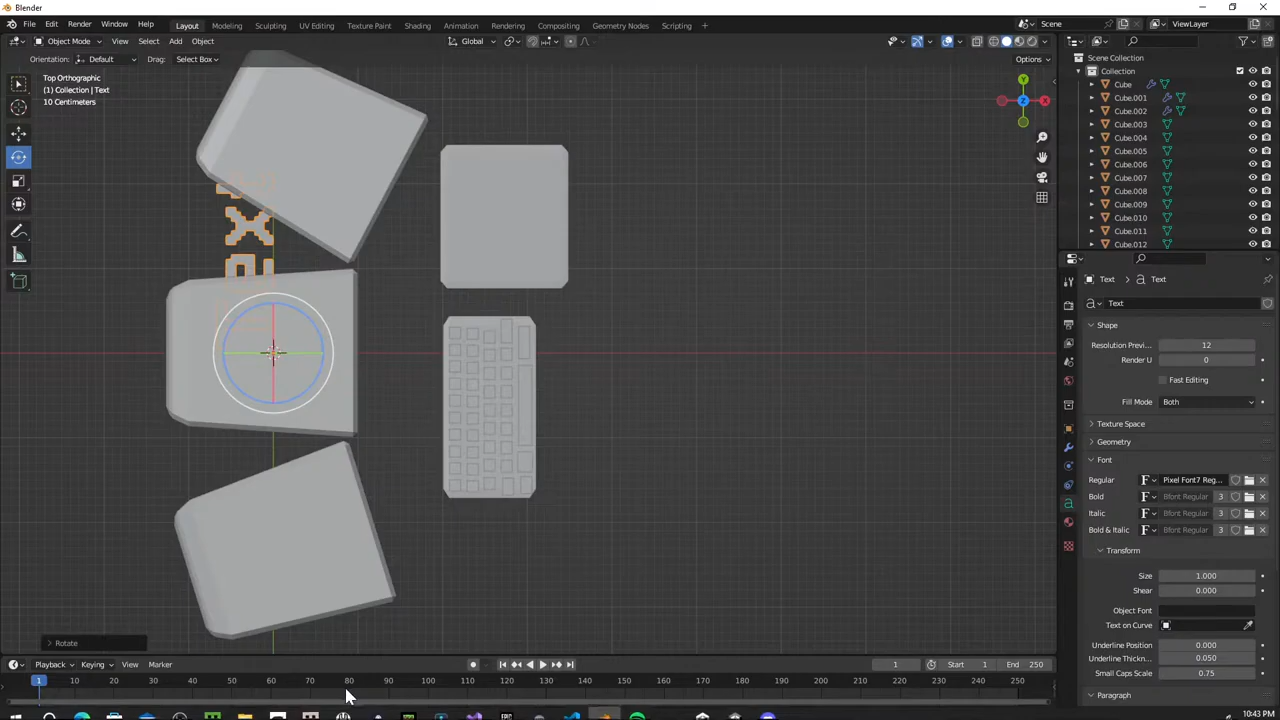 Blender
File Edit Render Window Help Layout Modeling Sculpting UV Editing Texture Paint Shading Animation Rendering Compositing Geometry Nodes Scripting + Scene ViewLayer
Object Mode View Select Add Object Global
Orientation: Default Drag: Select Box Options
Top Orthographic
(1) Collection | Text
10 Centimeters
Y
Z X
Scene Collection
Collection
Cube
Cube.001
Cube.002
Cube.003
Cube.004
Cube.005
Cube.006
Cube.007
Cube.008
Cube.009
Cube.010
Cube.011
Cube.012
Text Text
Text
Shape
Resolution Previ... 12
Render U 0
Fast Editing
Fill Mode Both
Texture Space
Geometry
Font
Regular Pixel Font7 Reg...
Bold Bfont Regular 3
Italic Bfont Regular 3
Bold & Italic Bfont Regular 3
Transform
Size 1.000
Shear 0.000
Object Font
Text on Curve
Underline Position 0.000
Underline Thickn... 0.050
Small Caps Scale 0.75
Paragraph
Rotate
Playback Keying View Marker 1 Start 1 End 250
1 10 20 30 40 50 60 70 80 90 100 110 120 130 140 150 160 170 180 190 200 210 220 230 240 250
10:43 PM